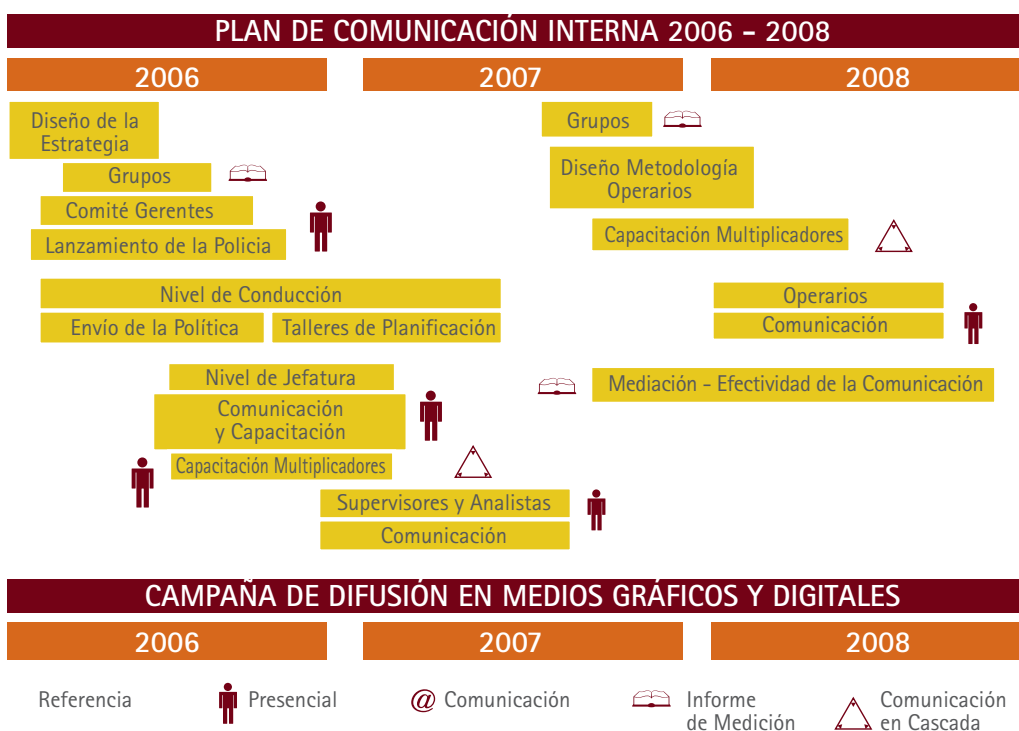 PLAN DE COMUNICACIÓN INTERNA 2006 – 2008
2006
2007
2008
Diseño de la
Estrategia
Grupos
Comité Gerentes
Lanzamiento de la Policia
Nivel de Conducción
Envío de la Política
Talleres de Planificación
Nivel de Jefatura
Comunicación
y Capacitación
Capacitación Multiplicadores
Supervisores y Analistas
Comunicación
Grupos
Diseño Metodología
Operarios
Capacitación Multiplicadores
Operarios
Comunicación
Mediación - Efectividad de la Comunicación
CAMPAÑA DE DIFUSIÓN EN MEDIOS GRÁFICOS Y DIGITALES
2006
2007
2008
Referencia
Presencial
@ Comunicación
Informe
de Medición
Comunicación
en Cascada